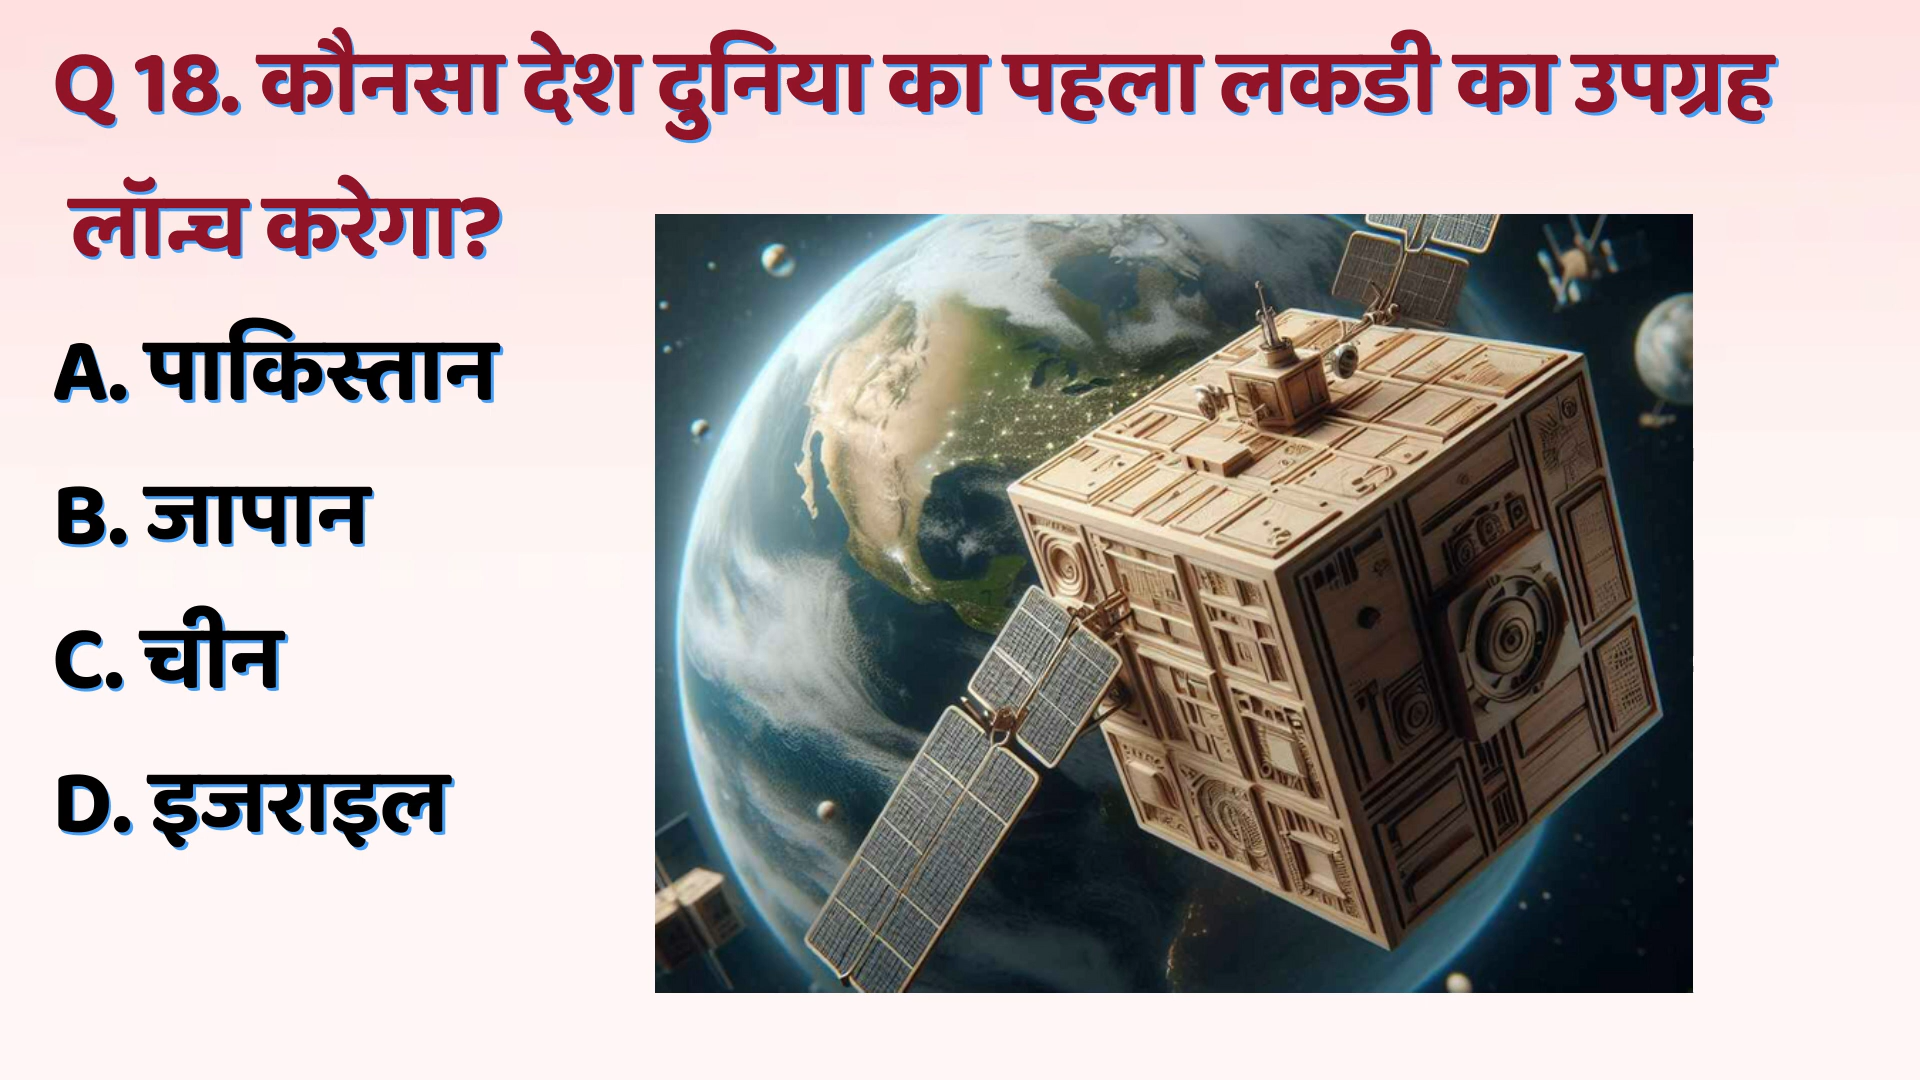 Q 18. कौनसा देश दुनिया का पहला लकडी का उपग्रह
लॉन्च करेगा?
A. पाकिस्तान
B. जापान
C. चीन
D. इजराइल